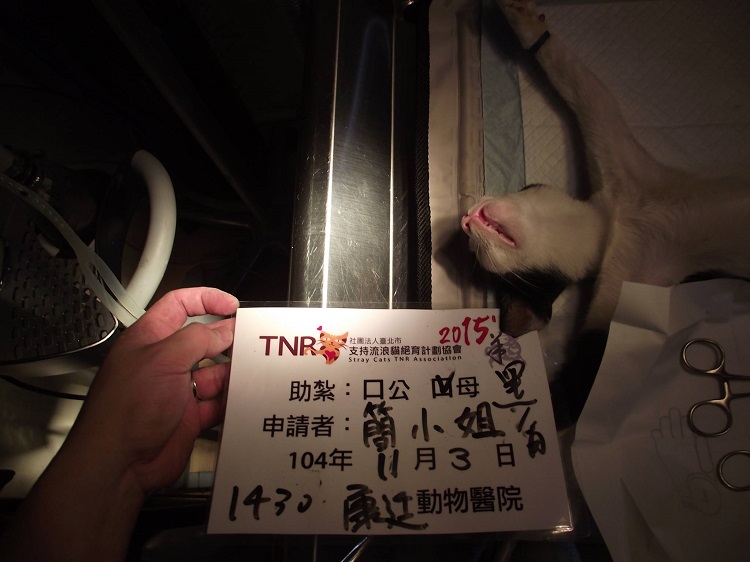 TNR 社團法人臺北市
支持流浪貓絕育計劃協會
Stray Cats TNR Association
2015'
助紮：口公 ☑母
黑/白
申請者：簡小姐
104年 11月3日
1430 康廷動物醫院